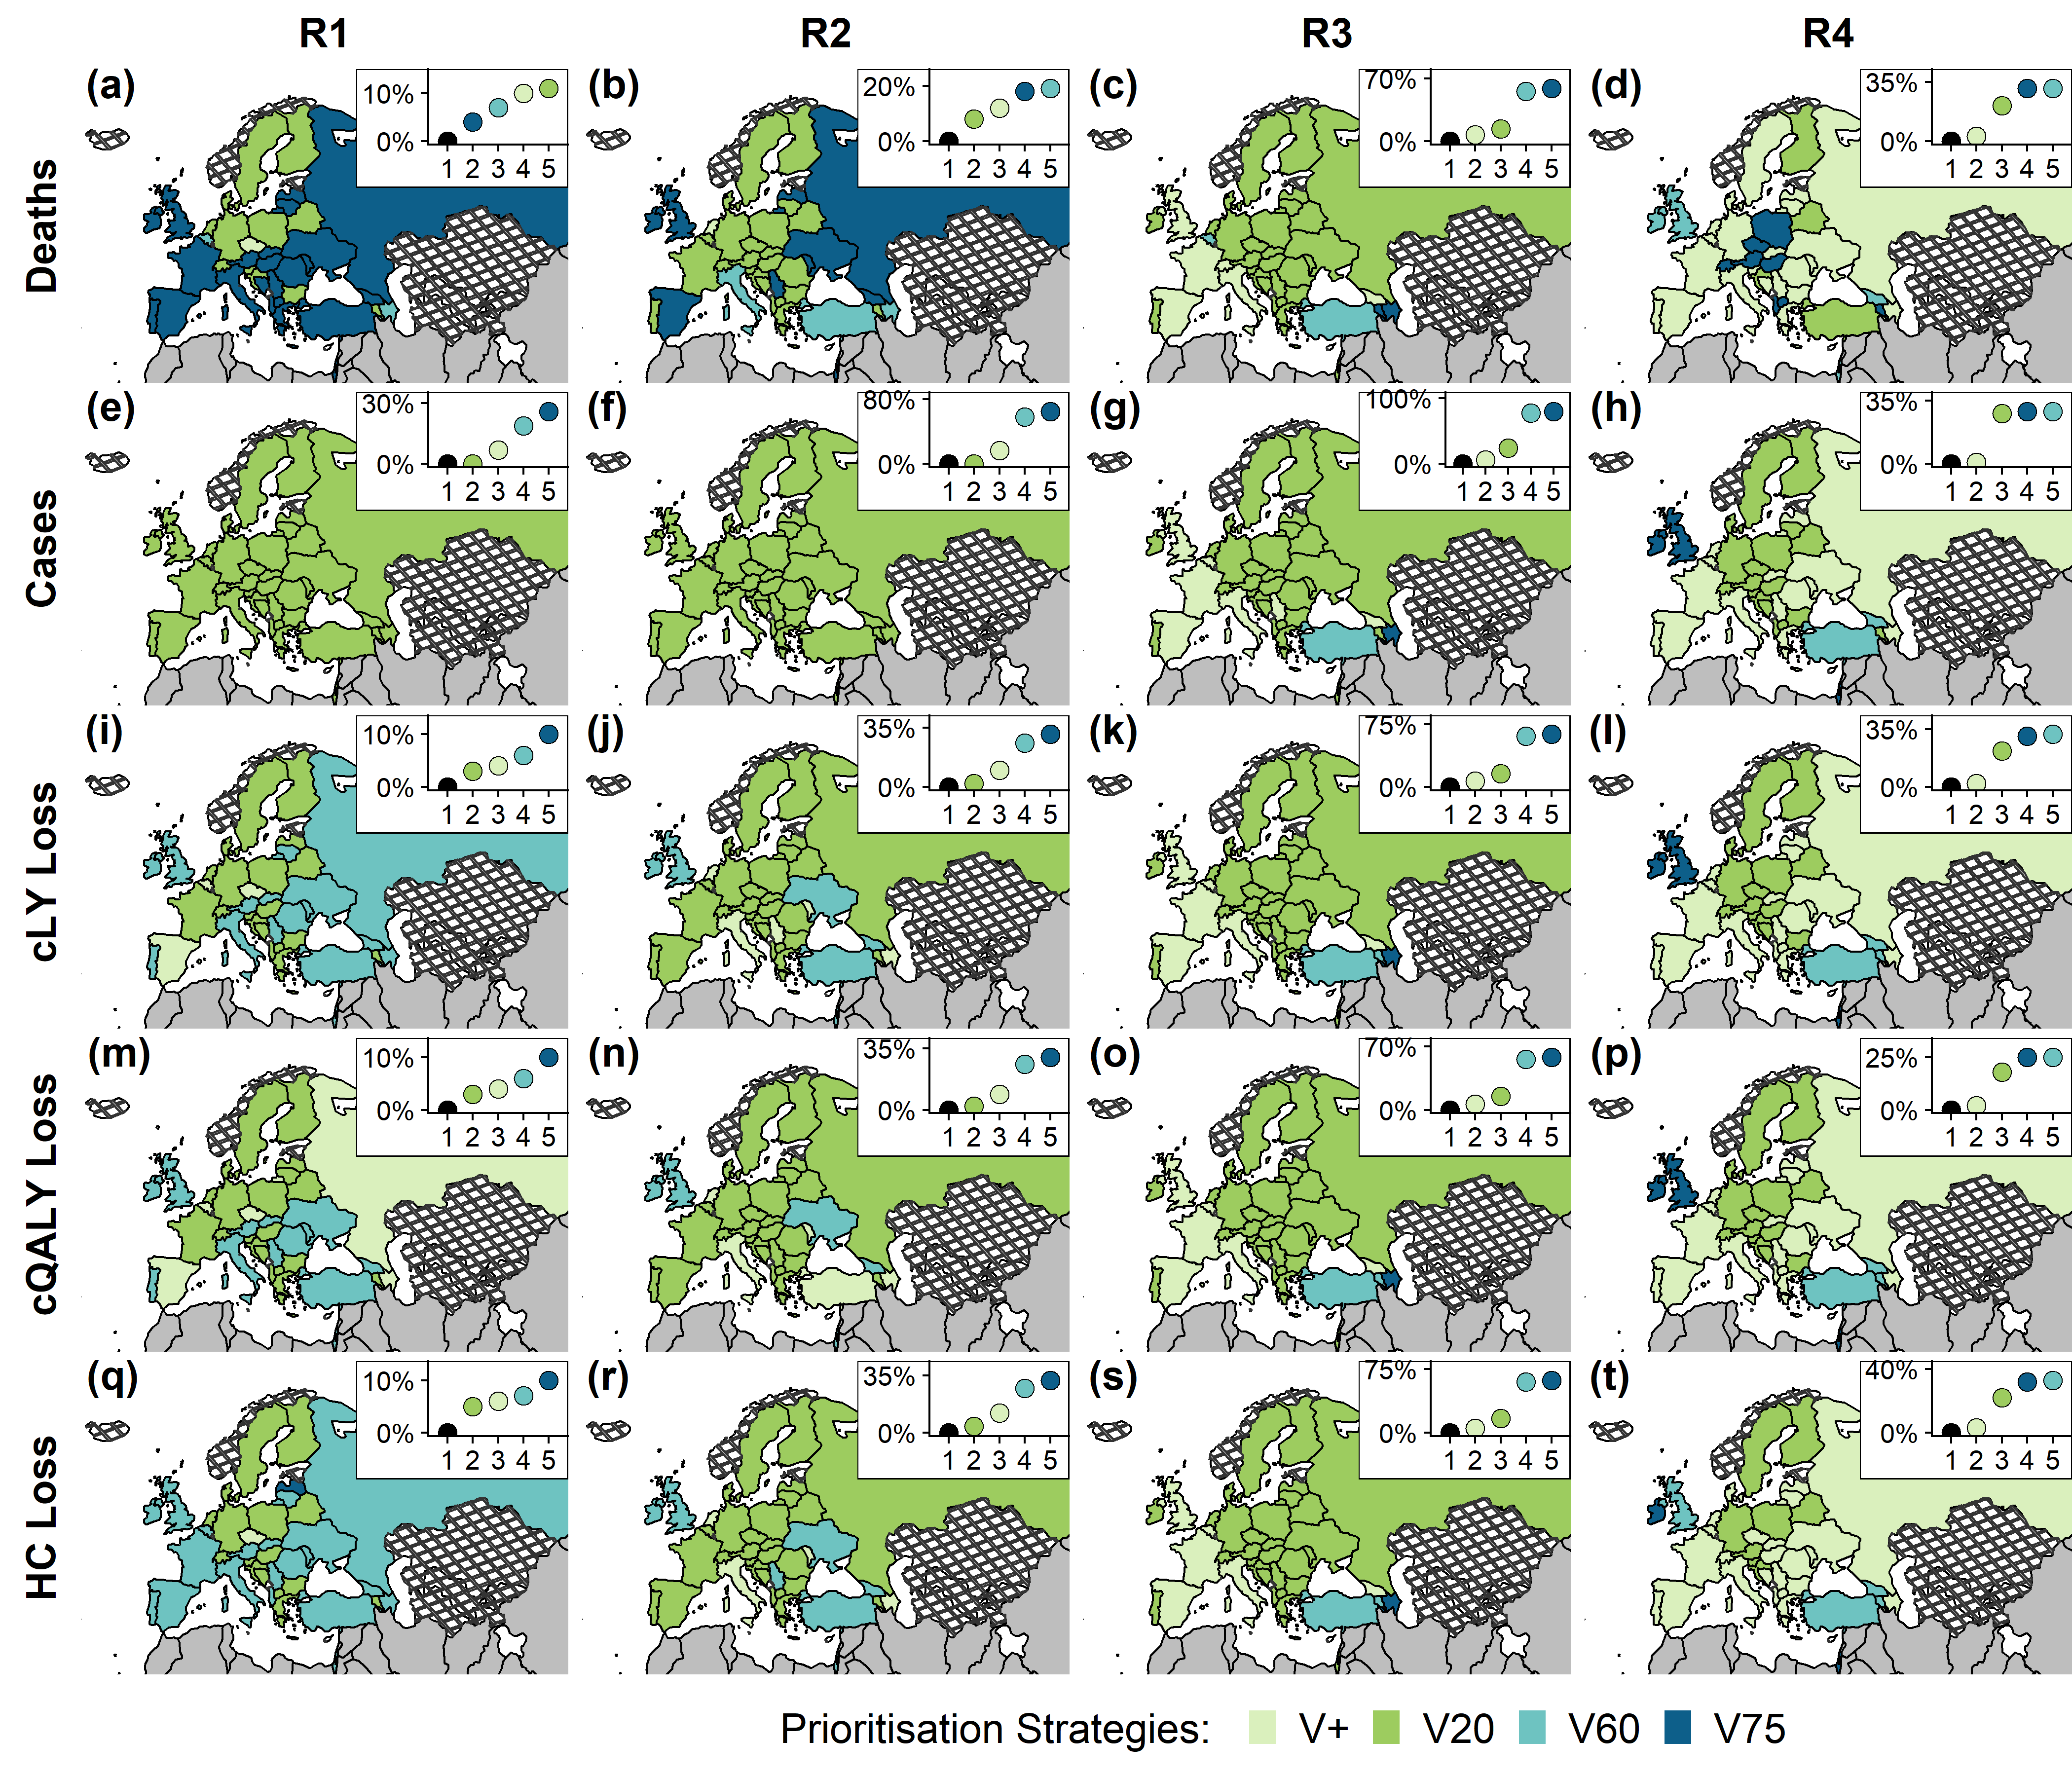 R1 R2 R3 R4
Deaths
(a) 10% 0% 1 2 3 4 5
(b) 20% 0% 1 2 3 4 5
(c) 70% 0% 1 2 3 4 5
(d) 35% 0% 1 2 3 4 5
Cases
(e) 30% 0% 1 2 3 4 5
(f) 80% 0% 1 2 3 4 5
(g) 100% 0% 1 2 3 4 5
(h) 35% 0% 1 2 3 4 5
cLY Loss
(i) 10% 0% 1 2 3 4 5
(j) 35% 0% 1 2 3 4 5
(k) 75% 0% 1 2 3 4 5
(l) 35% 0% 1 2 3 4 5
cQALY Loss
(m) 10% 0% 1 2 3 4 5
(n) 35% 0% 1 2 3 4 5
(o) 70% 0% 1 2 3 4 5
(p) 25% 0% 1 2 3 4 5
HC Loss
(q) 10% 0% 1 2 3 4 5
(r) 35% 0% 1 2 3 4 5
(s) 75% 0% 1 2 3 4 5
(t) 40% 0% 1 2 3 4 5
Prioritisation Strategies: V+ V20 V60 V75